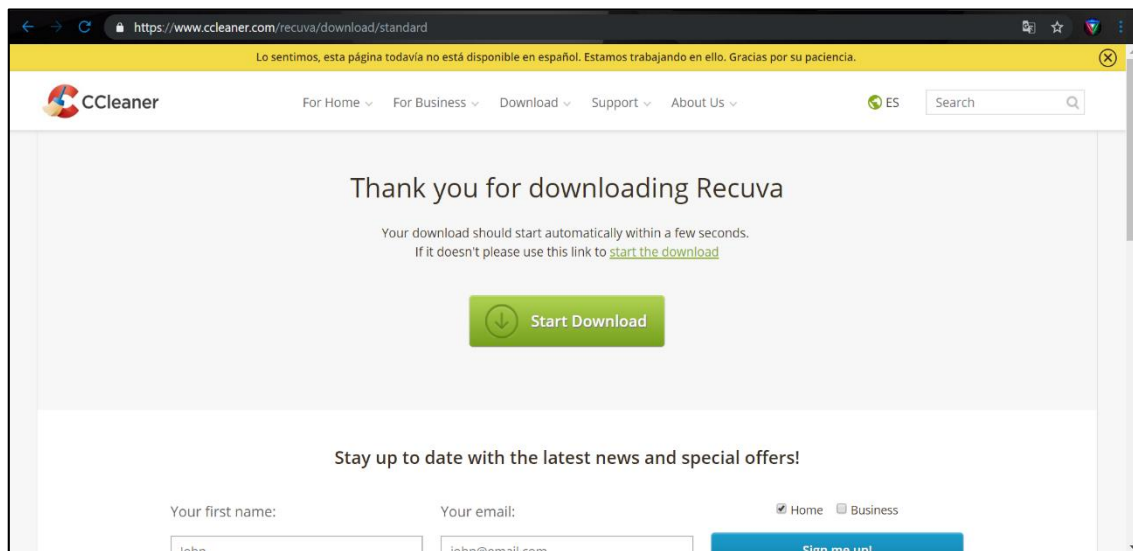 https://www.ccleaner.com/recuva/download/standard
Lo sentimos, esta página todavía no está disponible en español. Estamos trabajando en ello. Gracias por su paciencia.
CCleaner For Home For Business Download Support About Us ES Search
Thank you for downloading Recuva
Your download should start automatically within a few seconds.
If it doesn't please use this link to start the download
Start Download
Stay up to date with the latest news and special offers!
Your first name: Your email: Home Business
John john@email.com Sign me up!